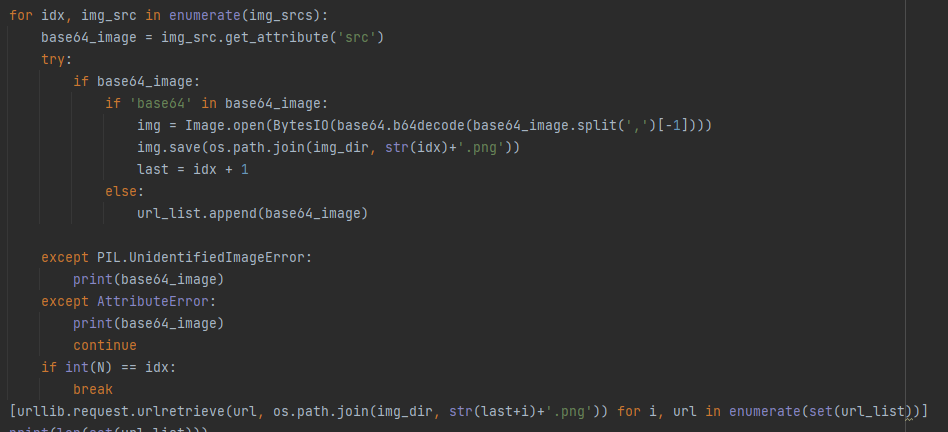 for idx, img_src in enumerate(img_srcs):
    base64_image = img_src.get_attribute('src')
    try:
        if base64_image:
            if 'base64' in base64_image:
                img = Image.open(BytesIO(base64.b64decode(base64_image.split(',')[-1])))
                img.save(os.path.join(img_dir, str(idx)+'.png'))
                last = idx + 1
            else:
                url_list.append(base64_image)
    except PIL.UnidentifiedImageError:
        print(base64_image)
    except AttributeError:
        print(base64_image)
        continue
    if int(N) == idx:
        break
[urllib.request.urlretrieve(url, os.path.join(img_dir, str(last+i)+'.png')) for i, url in enumerate(set(url_list))]
print(len(set(url_list)))